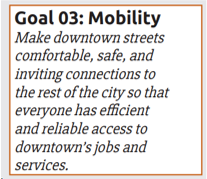 Goal 03: Mobility
Make downtown streets
comfortable, safe, and
inviting connections to
the rest of the city so that
everyone has efficient
and reliable access to
downtown's jobs and
services.